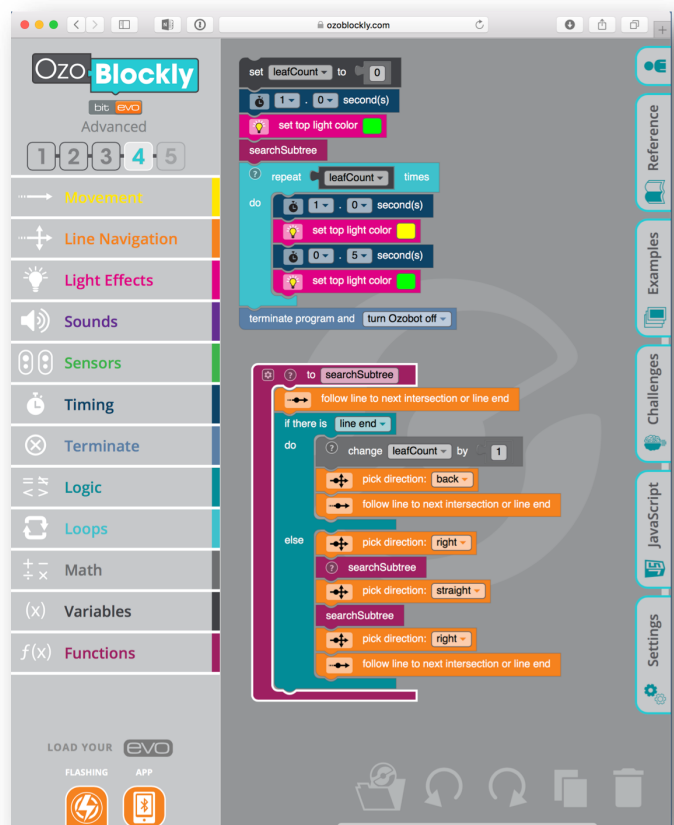 ozoblockly.com
OZO Blockly
bit evo
Advanced
1 2 3 4 5
Movement
Line Navigation
Light Effects
Sounds
Sensors
Timing
Terminate
Logic
Loops
Math
(x) Variables
f(x) Functions
LOAD YOUR evo
FLASHING APP
set leafCount to 0
1 . 0 second(s)
set top light color
searchSubtree
? repeat leafCount times
do 1 . 0 second(s)
set top light color
0 . 5 second(s)
set top light color
terminate program and turn Ozobot off
? to searchSubtree
follow line to next intersection or line end
if there is line end
do ? change leafCount by 1
pick direction: back
follow line to next intersection or line end
else pick direction: right
? searchSubtree
pick direction: straight
searchSubtree
pick direction: right
follow line to next intersection or line end
Reference
Examples
Challenges
JavaScript
Settings